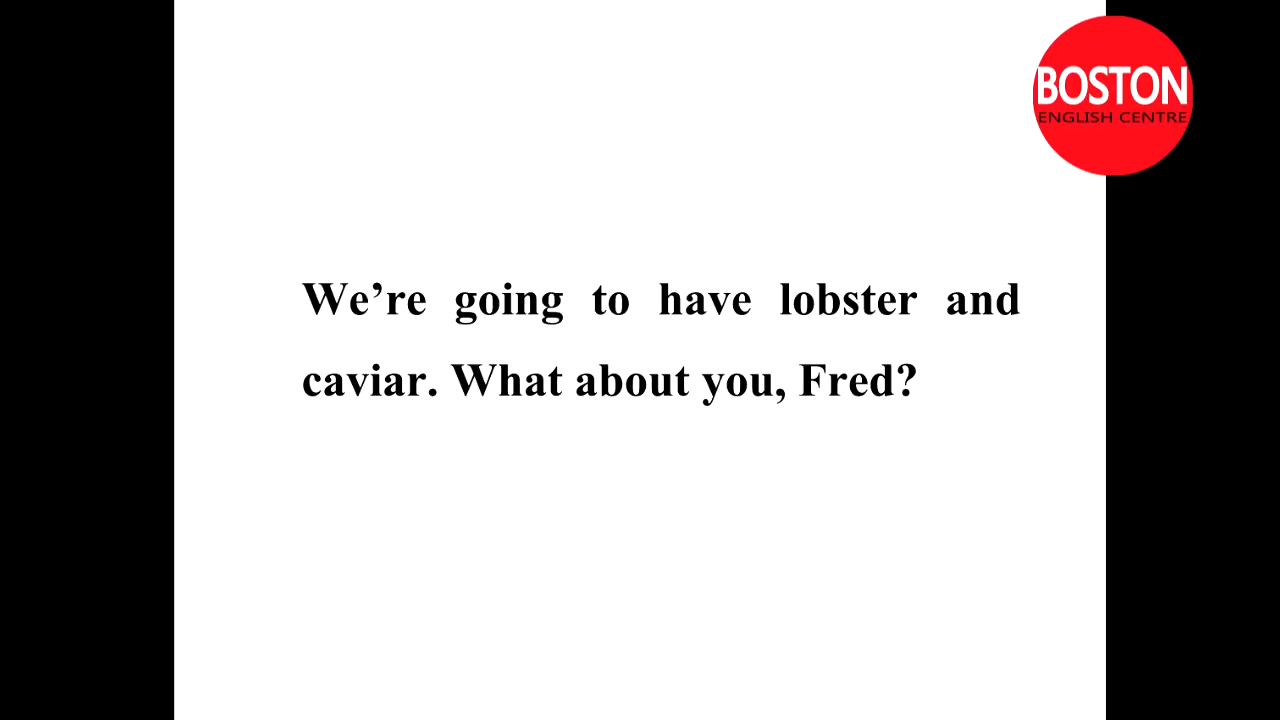 BOSTON
ENGLISH CENTRE
We’re going to have lobster and
caviar. What about you, Fred?